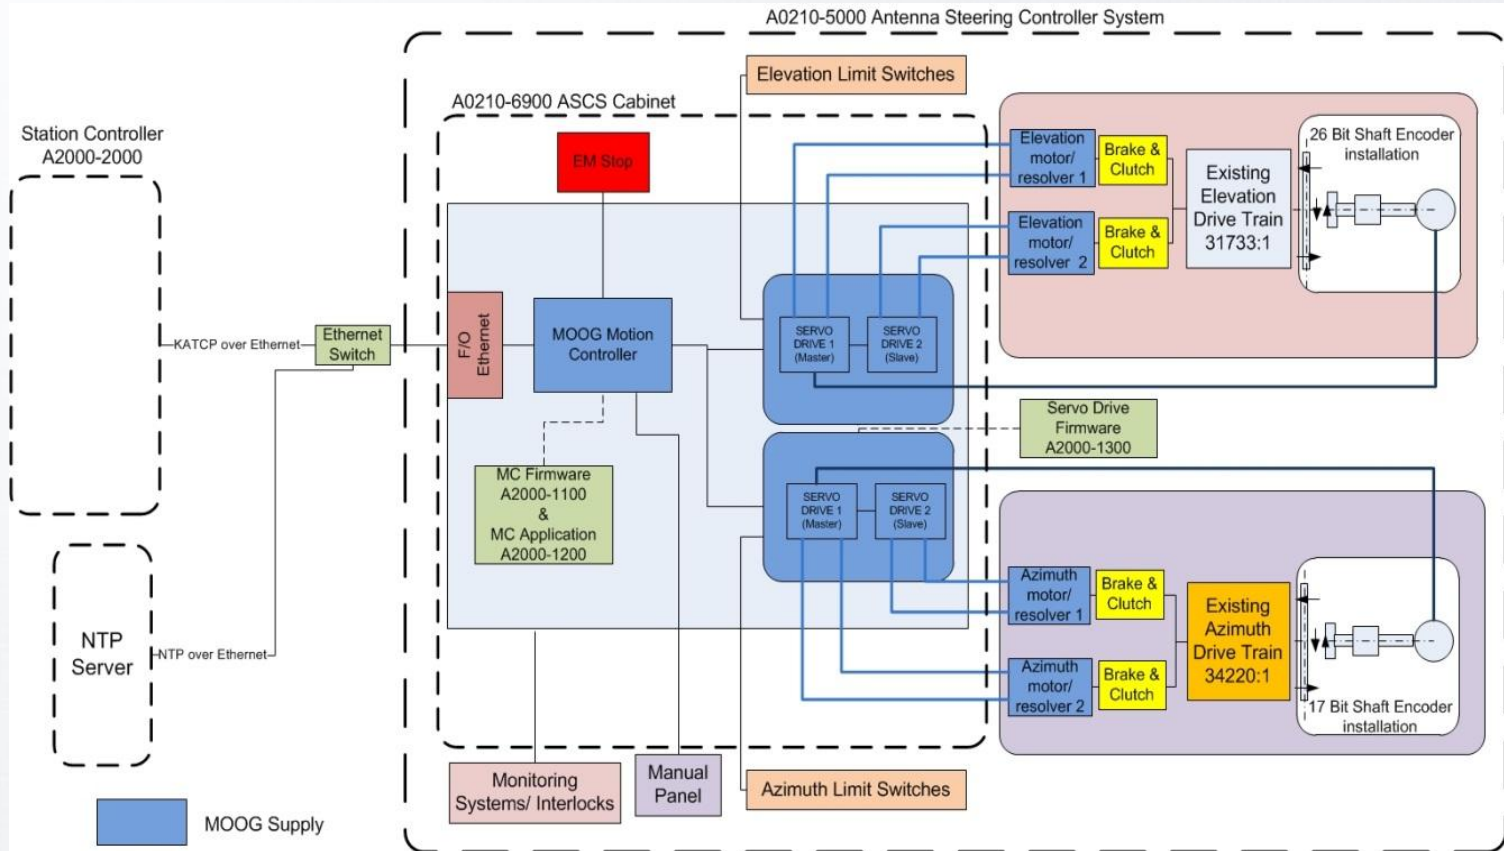 A0210-5000 Antenna Steering Controller System
Elevation Limit Switches
A0210-6900 ASCS Cabinet
Station Controller
A2000-2000
EM Stop
Elevation
motor/
resolver 1
Brake &
Clutch
Elevation
motor/
resolver 2
Brake &
Clutch
Existing
Elevation
Drive Train
31733:1
26 Bit Shaft Encoder
installation
KATCP over Ethernet
Ethernet
Switch
F/O
Ethernet
MOOG Motion
Controller
SERVO
DRIVE 1
(Master)
SERVO
DRIVE 2
(Slave)
Servo Drive
Firmware
A2000-1300
MC Firmware
A2000-1100
&
MC Application
A2000-1200
SERVO
DRIVE 1
(Master)
SERVO
DRIVE 2
(Slave)
NTP
Server
NTP over Ethernet
Azimuth
motor/
resolver 1
Brake &
Clutch
Azimuth
motor/
resolver 2
Brake &
Clutch
Existing
Azimuth
Drive Train
34220:1
17 Bit Shaft Encoder
installation
Monitoring
Systems/ Interlocks
Manual
Panel
Azimuth Limit Switches
MOOG Supply